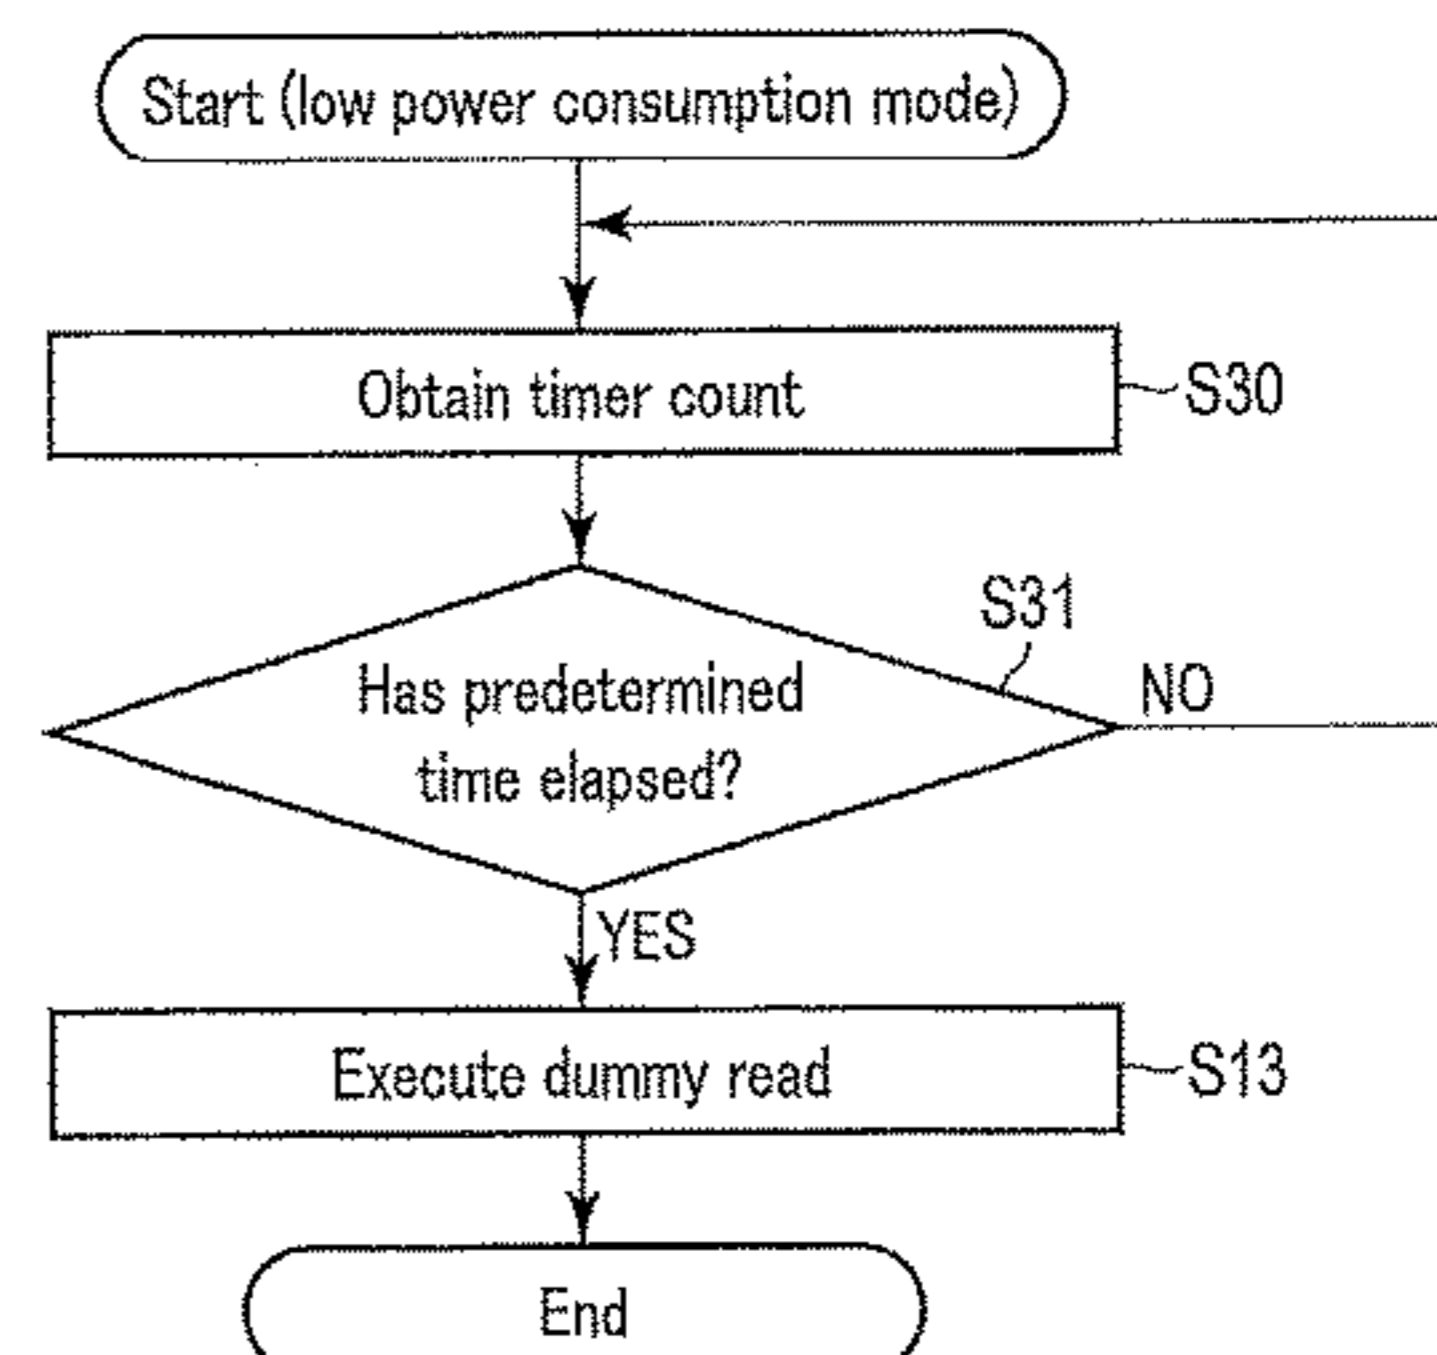 Start (low power consumption mode)
Obtain timer count
S30
S31
Has predetermined
time elapsed?
NO
YES
Execute dummy read
S13
End